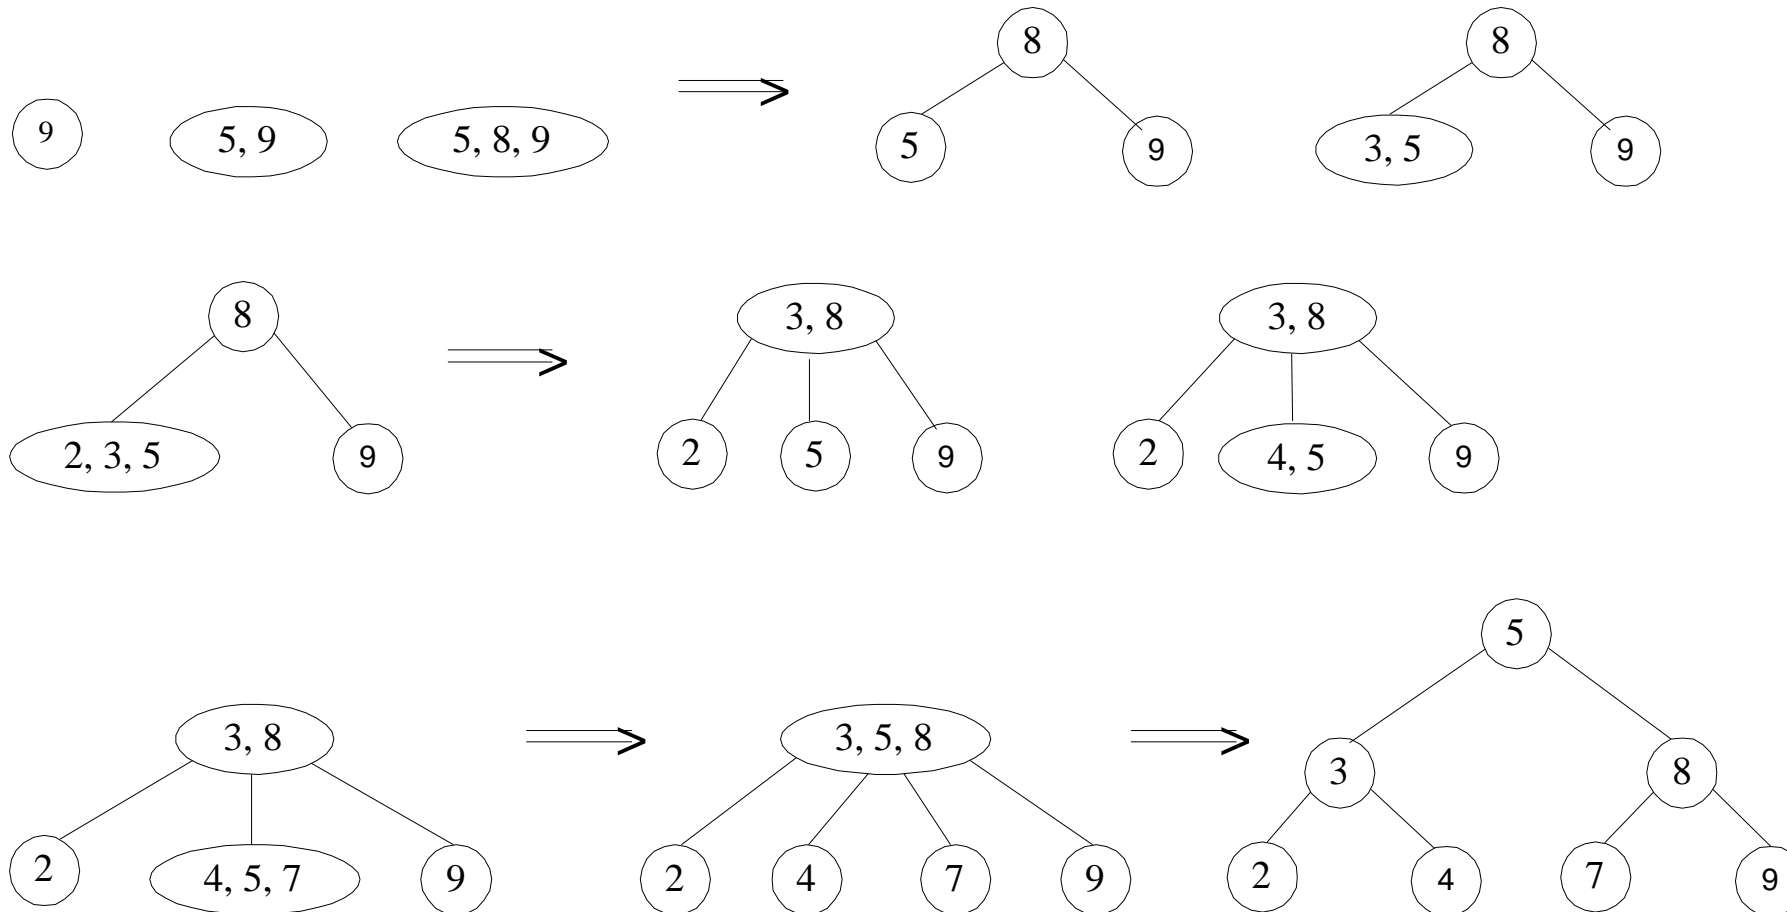 8 8
9 5, 9 5, 8, 9 5 9 3, 5 9
8 3, 8 3, 8
2, 3, 5 9 2 5 9 2 4, 5 9
5
3, 8 3, 5, 8 3 8
2 4, 5, 7 9 2 4 7 9 2 4 7 9